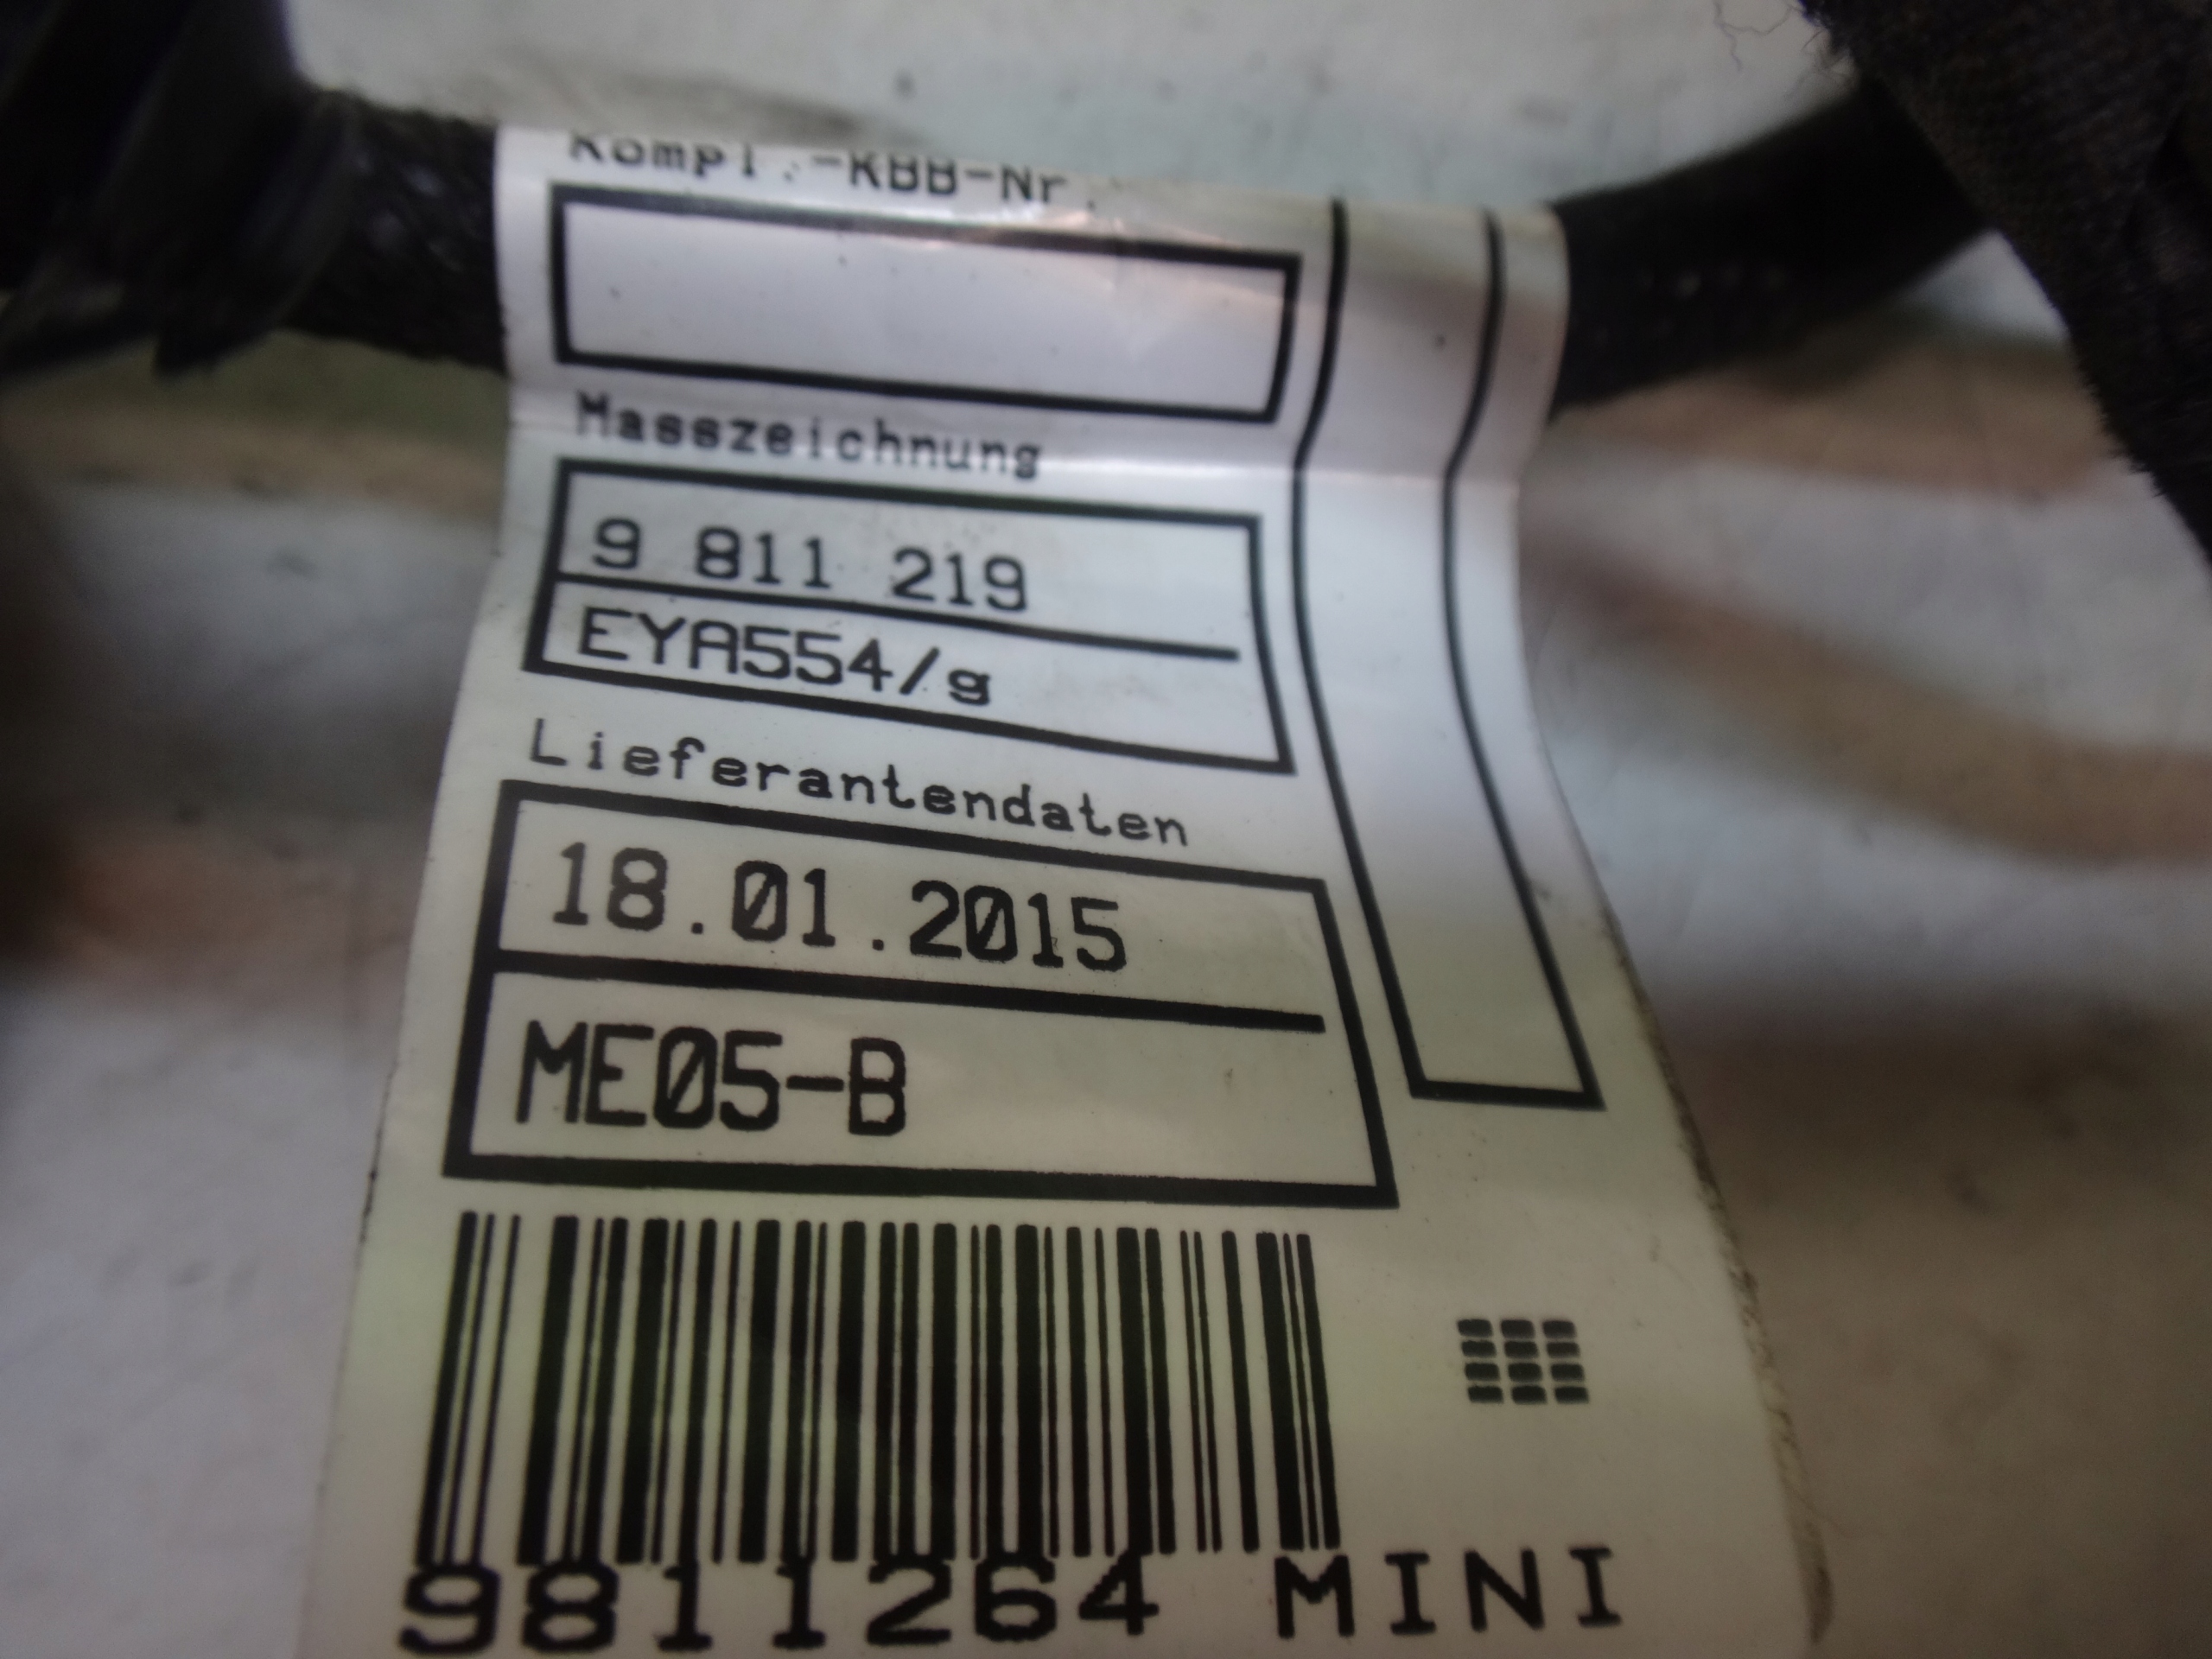 Kompl.-KBB-Nr.
Masszeichnung
9 811 219
EYA554/g
Lieferantendaten
18.01.2015
ME05-B
9811264 MINI